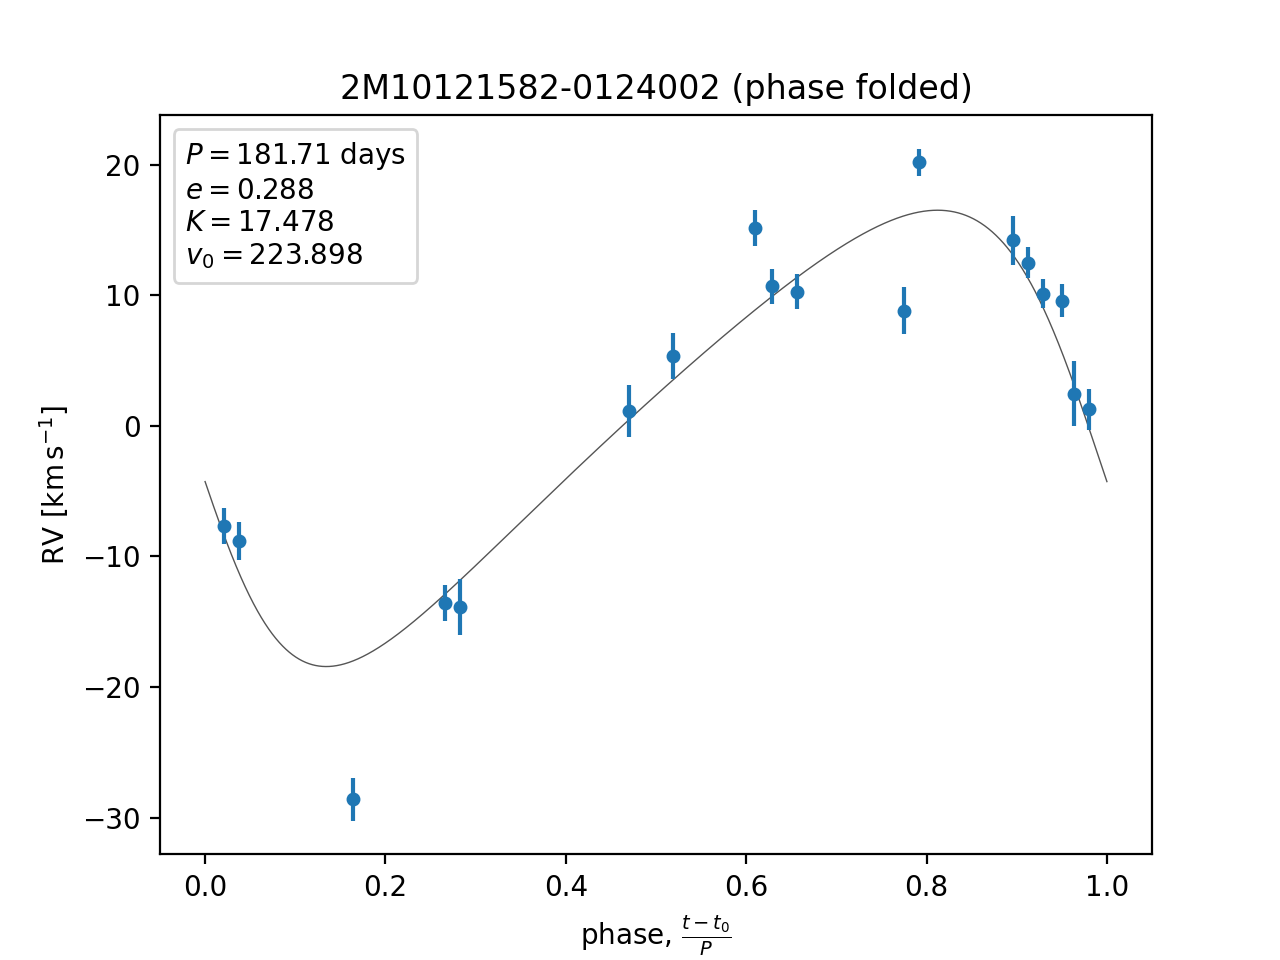 2M10121582-0124002 (phase folded)
P = 181.71 days
e = 0.288
K = 17.478
v₀ = 223.898
20
10
0
−10
−20
−30
RV [km s⁻¹]
0.0 0.2 0.4 0.6 0.8 1.0
phase, (t − t₀)/P